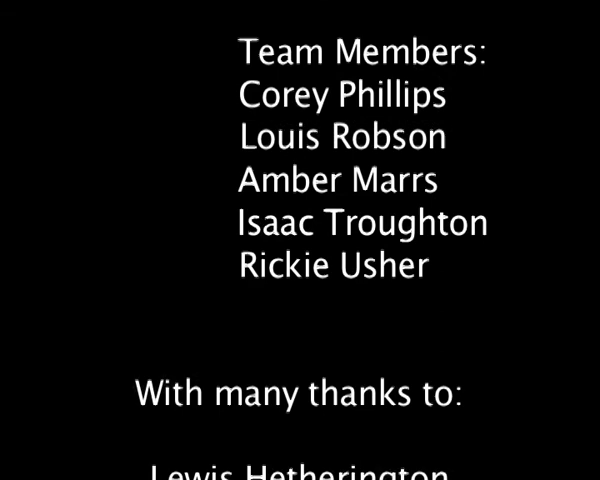 Team Members:
Corey Phillips
Louis Robson
Amber Marrs
Isaac Troughton
Rickie Usher
With many thanks to:
Lewis Hetherington